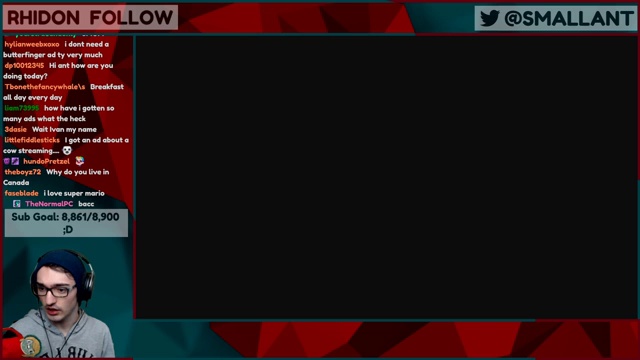 RHIDON FOLLOW
@SMALLANT
hylianweebxoxo i dont need a
butterfinger ad ty very much
dp10012345 Hi ant how are you
doing today?
Tbonethefancywhale\s Breakfast
all day every day
liam73995 how have i gotten so
many ads what the heck
3dasie Wait Ivan my name
littlefiddlesticks I got an ad about a
cow streaming....
hundoPretzel
theboyz72 Why do you live in
Canada
faseblade i love super mario
TheNormalPC bacc
Sub Goal: 8,861/8,900
;D